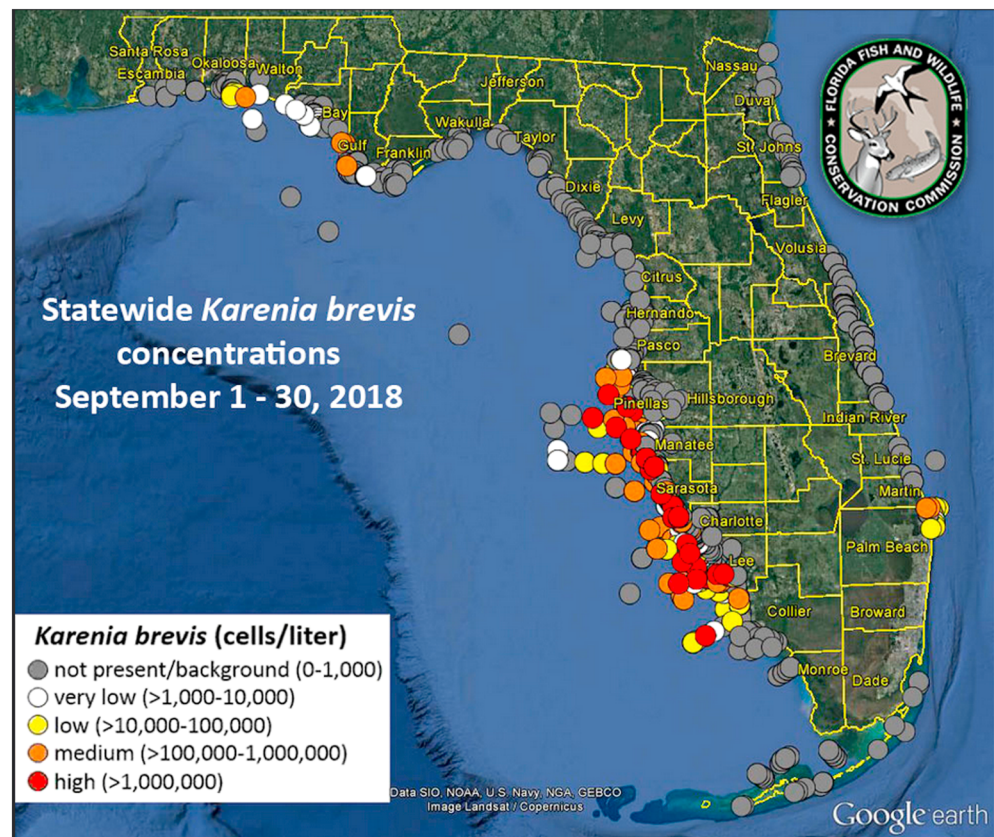 Santa Rosa
Okaloosa
Walton
Escambia
Bay
Gulf
Franklin
Wakulla
Jefferson
Taylor
Dixie
Levy
Citrus
Hernando
Pasco
Pinellas
Hillsborough
Manatee
Sarasota
Charlotte
Lee
Collier
Monroe
Dade
Broward
Palm Beach
Martin
St. Lucie
Indian River
Brevard
Volusia
Flagler
St. Johns
Duval
Nassau
FLORIDA FISH AND WILDLIFE
CONSERVATION COMMISSION
Statewide Karenia brevis
concentrations
September 1 - 30, 2018
Karenia brevis (cells/liter)
not present/background (0-1,000)
very low (>1,000-10,000)
low (>10,000-100,000)
medium (>100,000-1,000,000)
high (>1,000,000)
Data SIO, NOAA, U.S. Navy, NGA, GEBCO
Image Landsat / Copernicus
Google earth